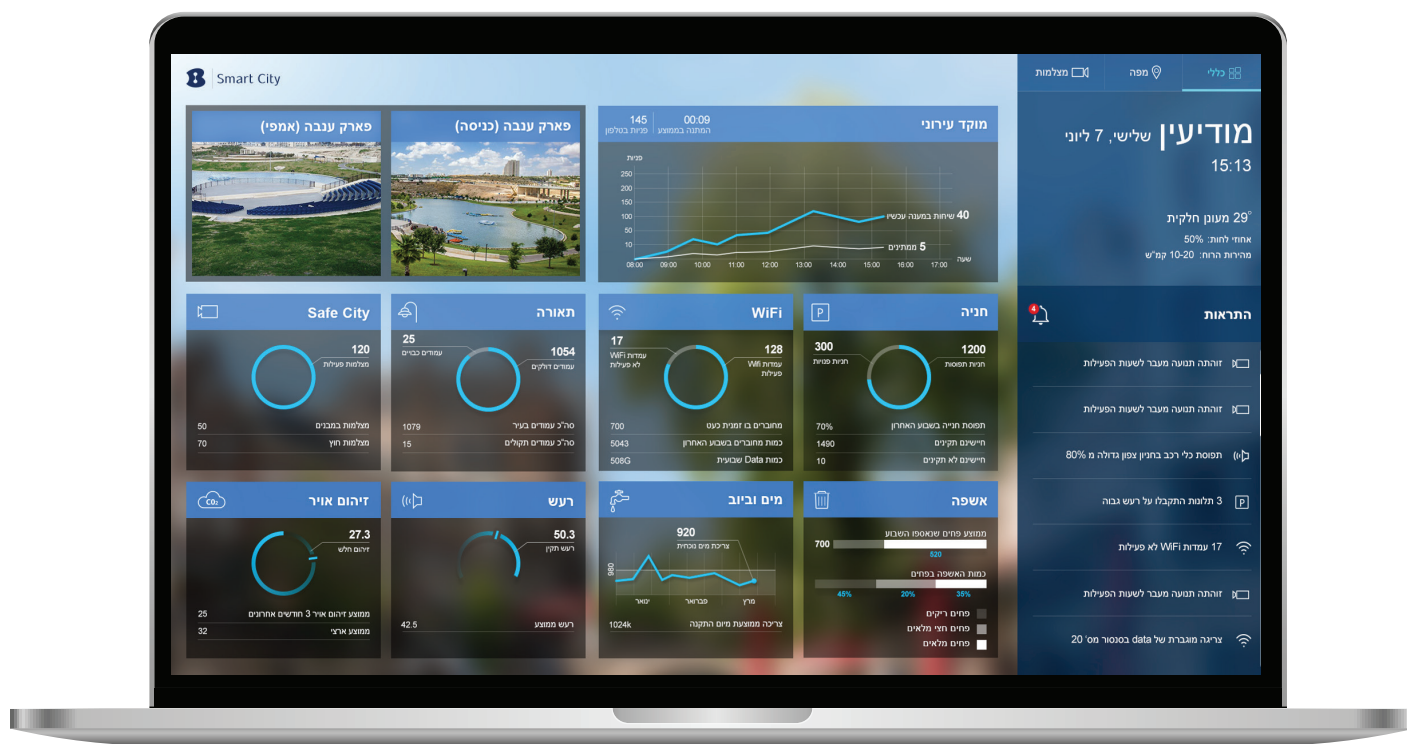 Smart City
כללי
מפה
מצלמות
מודיעין שלישי, 7 ליוני
15:13
29° מעונן חלקית
אחוזי לחות: 50%
מהירות הרוח: 10-20 קמ"ש
התראות
4
זוהתה תנועה מעבר לשעות הפעילות
זוהתה תנועה מעבר לשעות הפעילות
תפוסת כלי רכב בחניון צפון גדולה מ 80%
3 תלונות התקבלו על רעש גבוה
17 עמדות WiFi לא פעילות
זוהתה תנועה מעבר לשעות הפעילות
צריגה מוגברת של data בסנסור מס' 20
מוקד עירוני
00:09
המתנה בממוצע
145
פניות בטלפון
פניות
250
200
150
100
50
10
40 שיחות במענה עכשיו
5 ממתינים
שעה
08:00 09:00 10:00 11:00 12:00 13:00 14:00 15:00 16:00 17:00
פארק ענבה (כניסה)
פארק ענבה (אמפי)
חניה
P
1200
חניות תפוסות
300
חניות פנויות
תפוסת חנייה בשבוע האחרון 70%
חיישנים תקינים 1490
חיישנים לא תקינים 10
WiFi
128
עמדות Wifi
פעילות
17
עמדות WiFi
לא פעילות
מחוברים בו זמנית כעט 700
כמות מחוברים בשבוע האחרון 5043
כמות Data שבועית 508G
תאורה
1054
עמודים דולקים
25
עמודים כבויים
סה"כ עמודים בעיר 1079
סה"כ עמודים תקולים 15
Safe City
120
מצלמות פעילות
מצלמות במבנים 50
מצלמות חוץ 70
אשפה
ממוצע פחים שנאספו השבוע
700
520
כמות האשפה בפחים
35% 20% 45%
פחים ריקים
פחים חצי מלאים
פחים מלאים
מים וביוב
920
צריכת מים נוכחית
980
ינואר
פברואר
מרץ
צריכה ממוצעת מיום התקנה 1024k
רעש
50.3
רעש תקין
רעש ממוצע 42.5
זיהום אויר
CO₂
27.3
זיהום חלש
ממוצע זיהום אויר 3 חודשים אחרונים 25
ממוצע ארצי 32
P